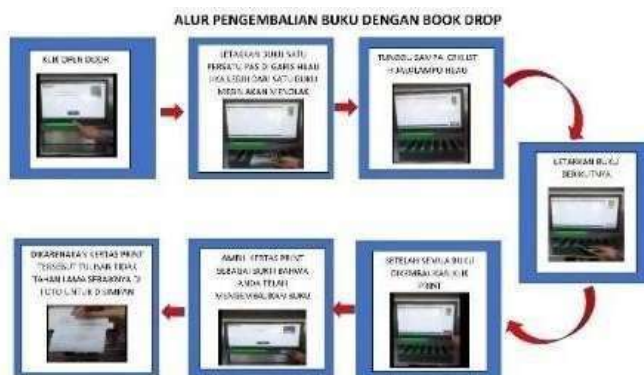 ALUR PENGEMBALIAN BUKU DENGAN BOOK DROP
KLIK OPEN DOOR
LETAKKAN BUKU SATU
PERSATU PAS DI GARIS HIJAU
JIKA LEBIH DARI SATU BUKU
MESIN AKAN MENOLAK
TUNGGU SAMPAI CEKLIST
HIJAU/LAMPU HIJAU
LETAKKAN BUKU
BERIKUTNYA
SETELAH SEMUA BUKU
DIKEMBALIKAN KLIK
PRINT
AMBIL KERTAS PRINT
SEBAGAI BUKTI BAHWA
ANDA TELAH
MENGEMBALIKAN BUKU
DIKARENAKAN KERTAS PRINT
TERSEBUT TULISAN TIDAK
TAHAN LAMA SEBAIKNYA DI
FOTO UNTUK DISIMPAN